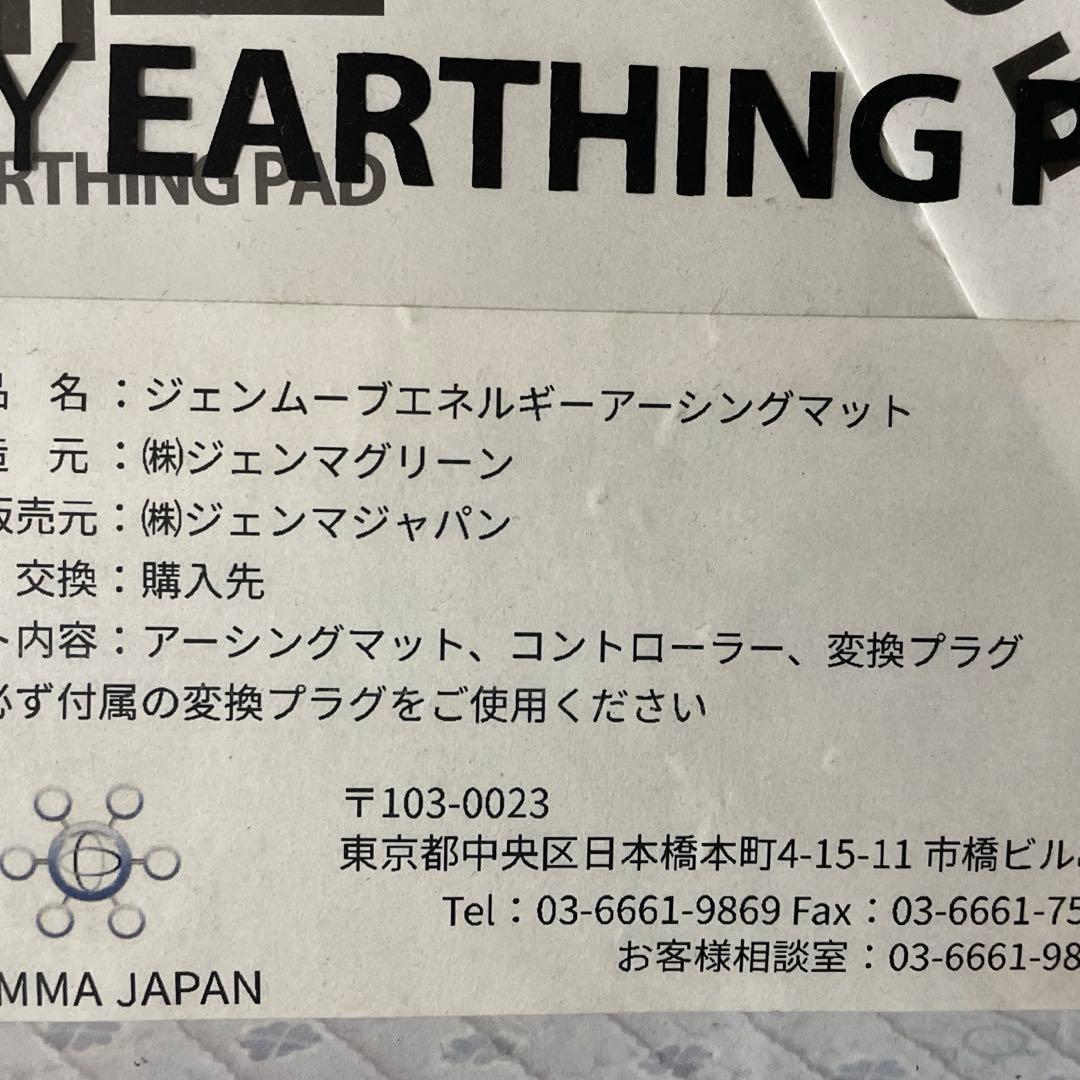 Y EARTHING P
RTHING PAD
品 名：ジェンムーブエネルギーアーシングマット
造 元：㈱ジェンマグリーン
販売元：㈱ジェンマジャパン
交換：購入先
ト内容：アーシングマット、コントローラー、変換プラグ
必ず付属の変換プラグをご使用ください
〒103-0023
東京都中央区日本橋本町4-15-11 市橋ビル
Tel：03-6661-9869 Fax：03-6661-75
お客様相談室：03-6661-98
MMA JAPAN